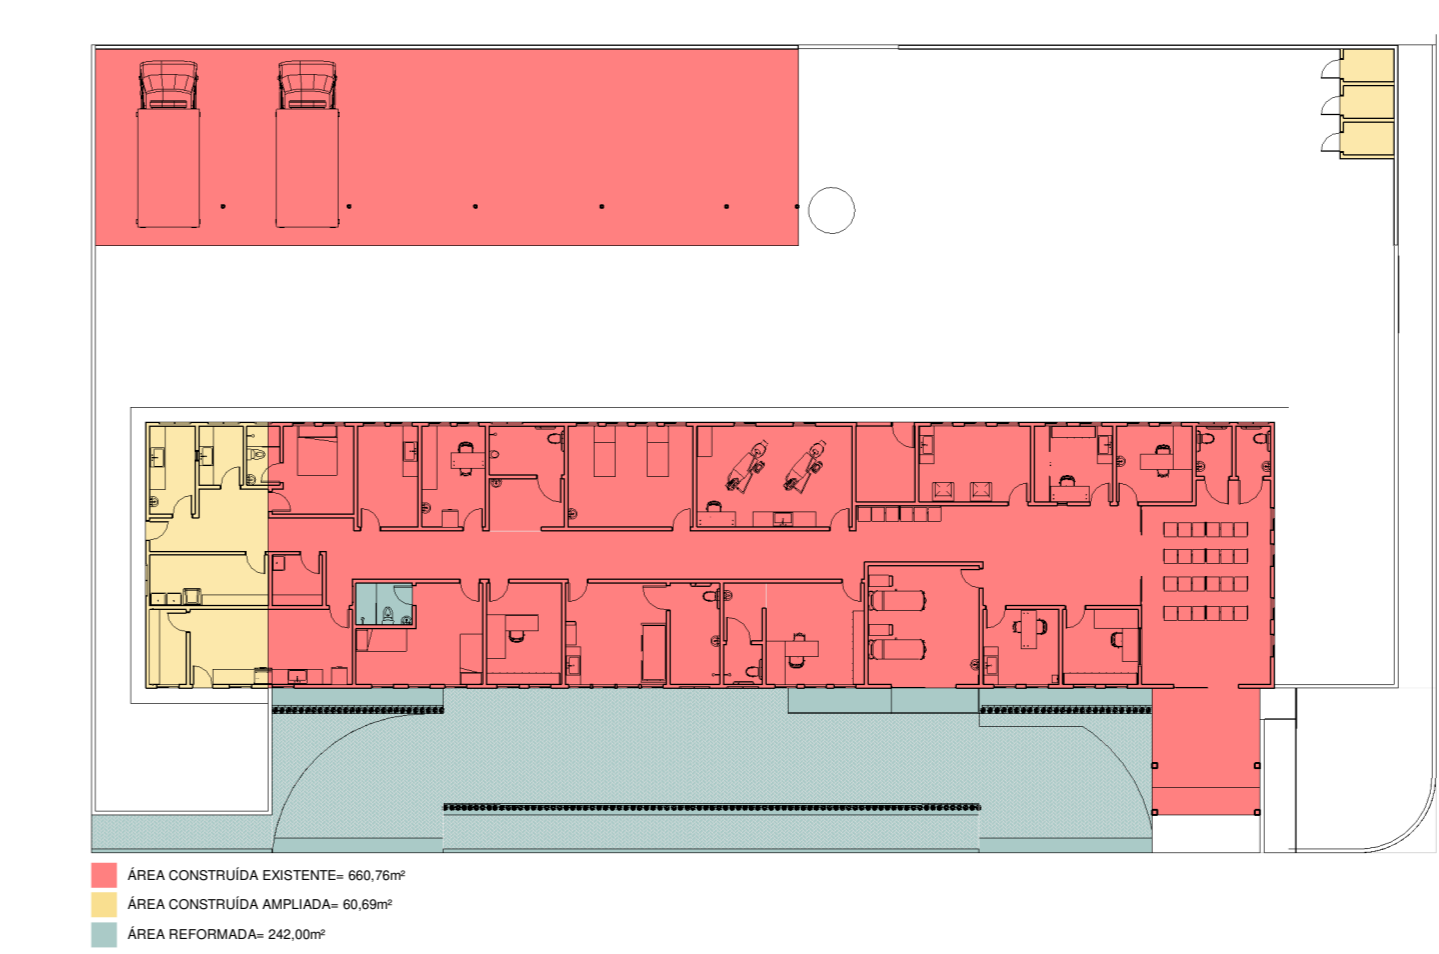 ÁREA CONSTRUÍDA EXISTENTE= 660,76m²
ÁREA CONSTRUÍDA AMPLIADA= 60,69m²
ÁREA REFORMADA= 242,00m²